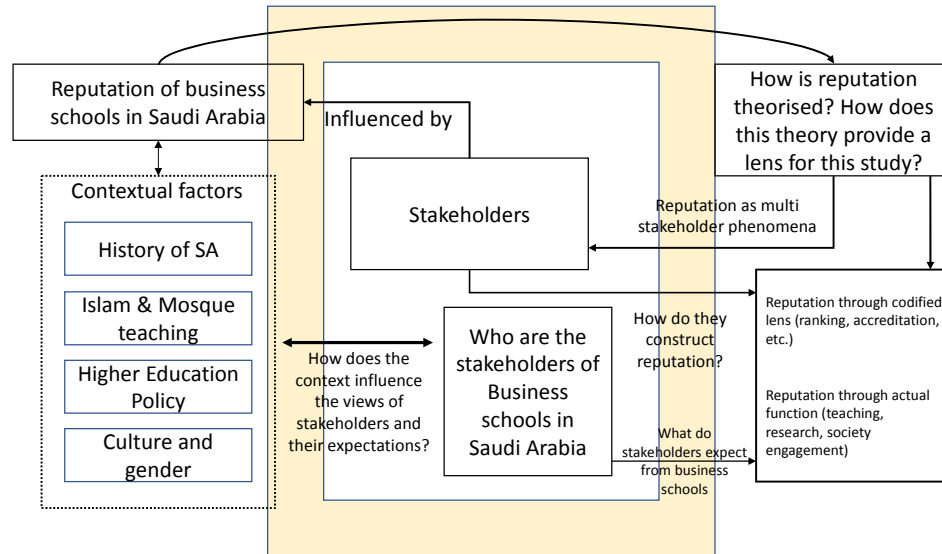 Reputation of business
schools in Saudi Arabia
Influenced by
How is reputation
theorised? How does
this theory provide a
lens for this study?
Contextual factors
History of SA
Islam & Mosque
teaching
Higher Education
Policy
Culture and
gender
Stakeholders
Reputation as multi
stakeholder phenomena
How does the
context influence
the views of
stakeholders and
their expectations?
Who are the
stakeholders of
Business
schools in
Saudi Arabia
How do they
construct
reputation?
What do
stakeholders expect
from business
schools
Reputation through codified
lens (ranking, accreditation,
etc.)
Reputation through actual
function (teaching,
research, society
engagement)